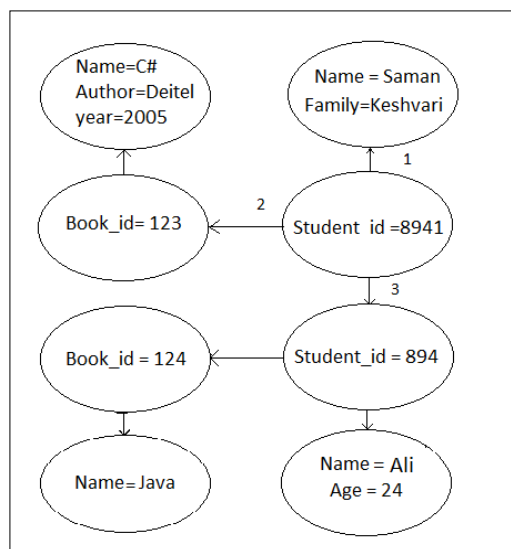 Name=C#
Author=Deitel
year=2005
Name = Saman
Family=Keshvari
1
Book_id= 123
2
Student id =8941
3
Book_id = 124
Student_id = 894
Name=Java
Name = Ali
Age = 24